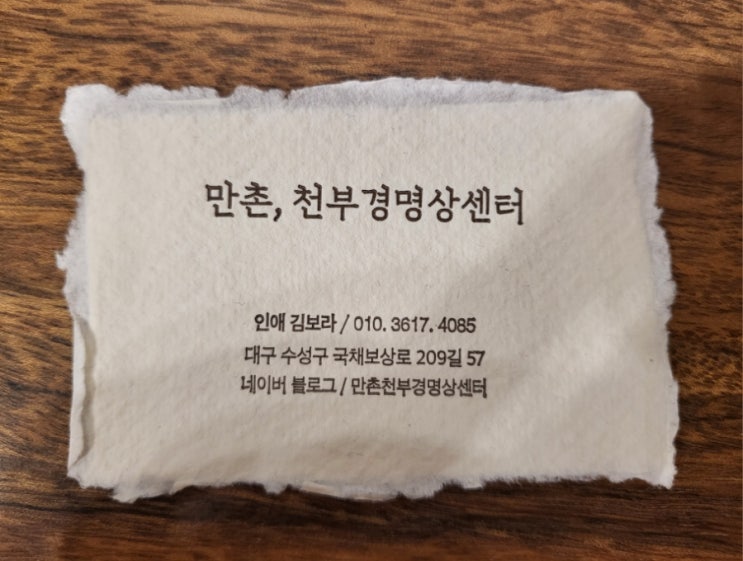 만촌, 천부경명상센터
인애 김보라 / 010. 3617. 4085
대구 수성구 국채보상로 209길 57
네이버 블로그 / 만촌천부경명상센터